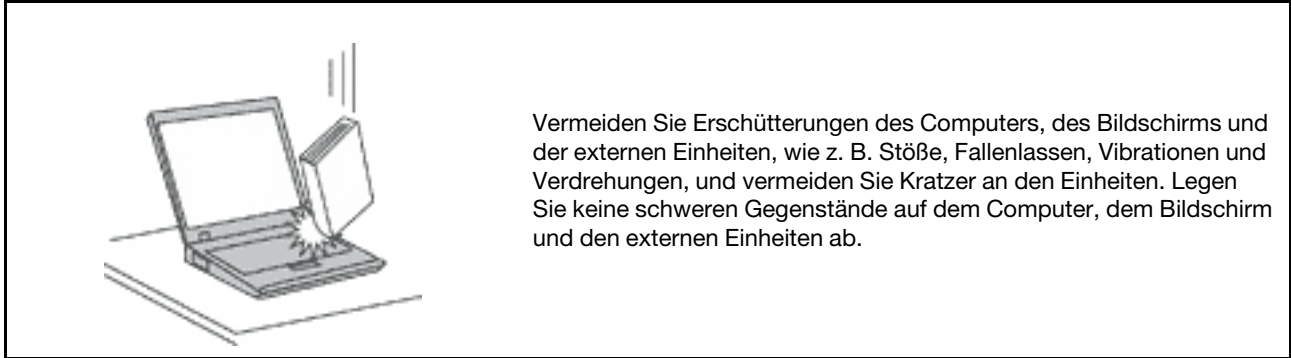 Vermeiden Sie Erschütterungen des Computers, des Bildschirms und
der externen Einheiten, wie z. B. Stöße, Fallenlassen, Vibrationen und
Verdrehungen, und vermeiden Sie Kratzer an den Einheiten. Legen
Sie keine schweren Gegenstände auf dem Computer, dem Bildschirm
und den externen Einheiten ab.